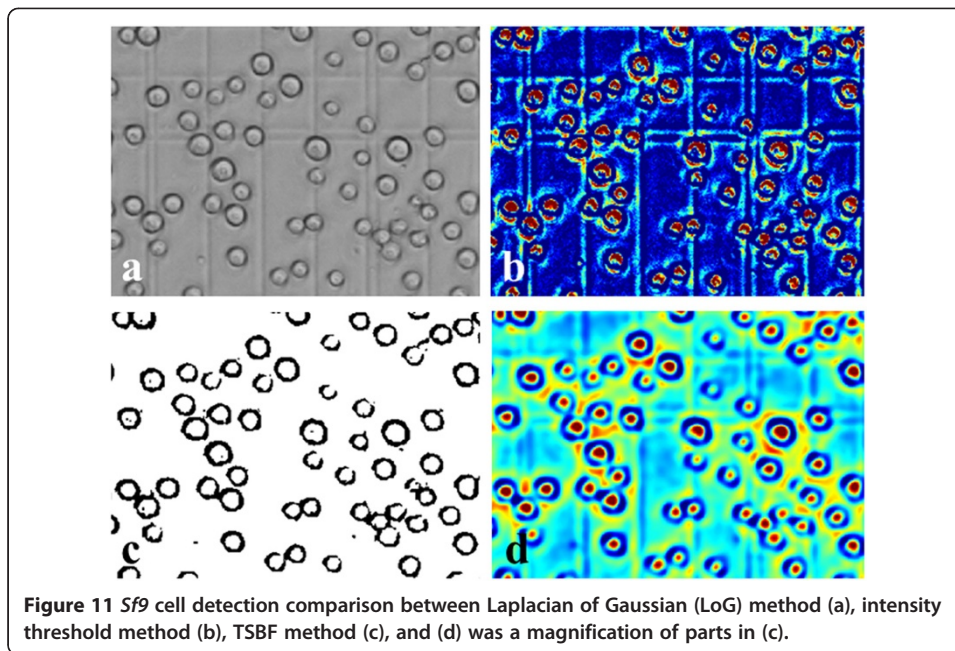 a
b
c
d
Figure 11 Sf9 cell detection comparison between Laplacian of Gaussian (LoG) method (a), intensity
threshold method (b), TSBF method (c), and (d) was a magnification of parts in (c).